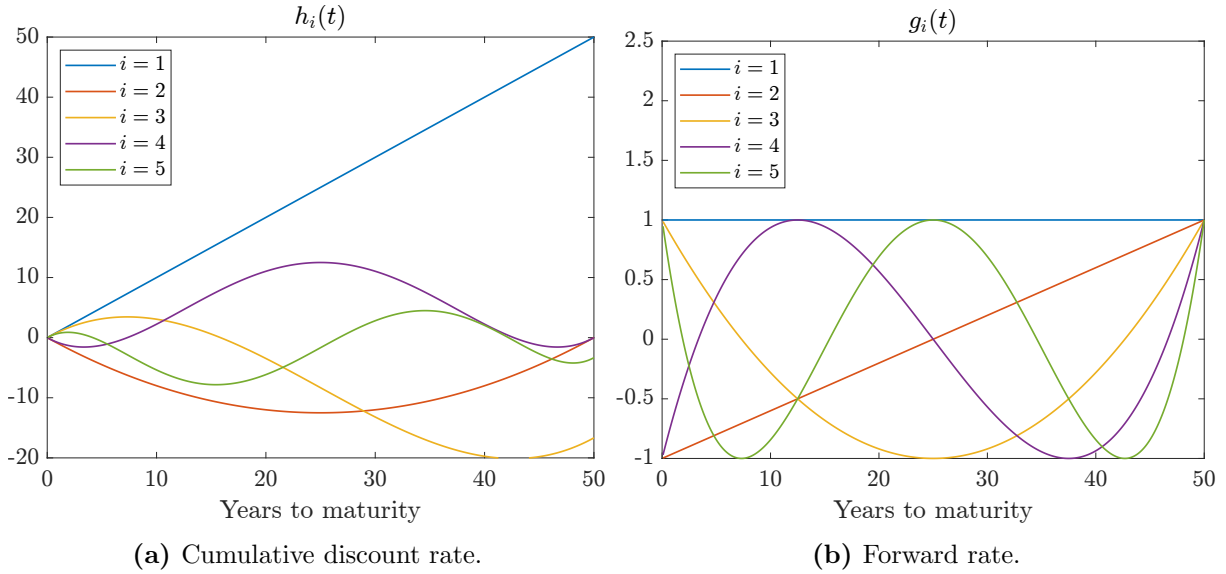 h_i(t)
50
40
30
20
10
0
-10
-20
i = 1
i = 2
i = 3
i = 4
i = 5
0 10 20 30 40 50
Years to maturity
(a) Cumulative discount rate.
g_i(t)
2.5
2
1.5
1
0.5
0
-0.5
-1
i = 1
i = 2
i = 3
i = 4
i = 5
0 10 20 30 40 50
Years to maturity
(b) Forward rate.